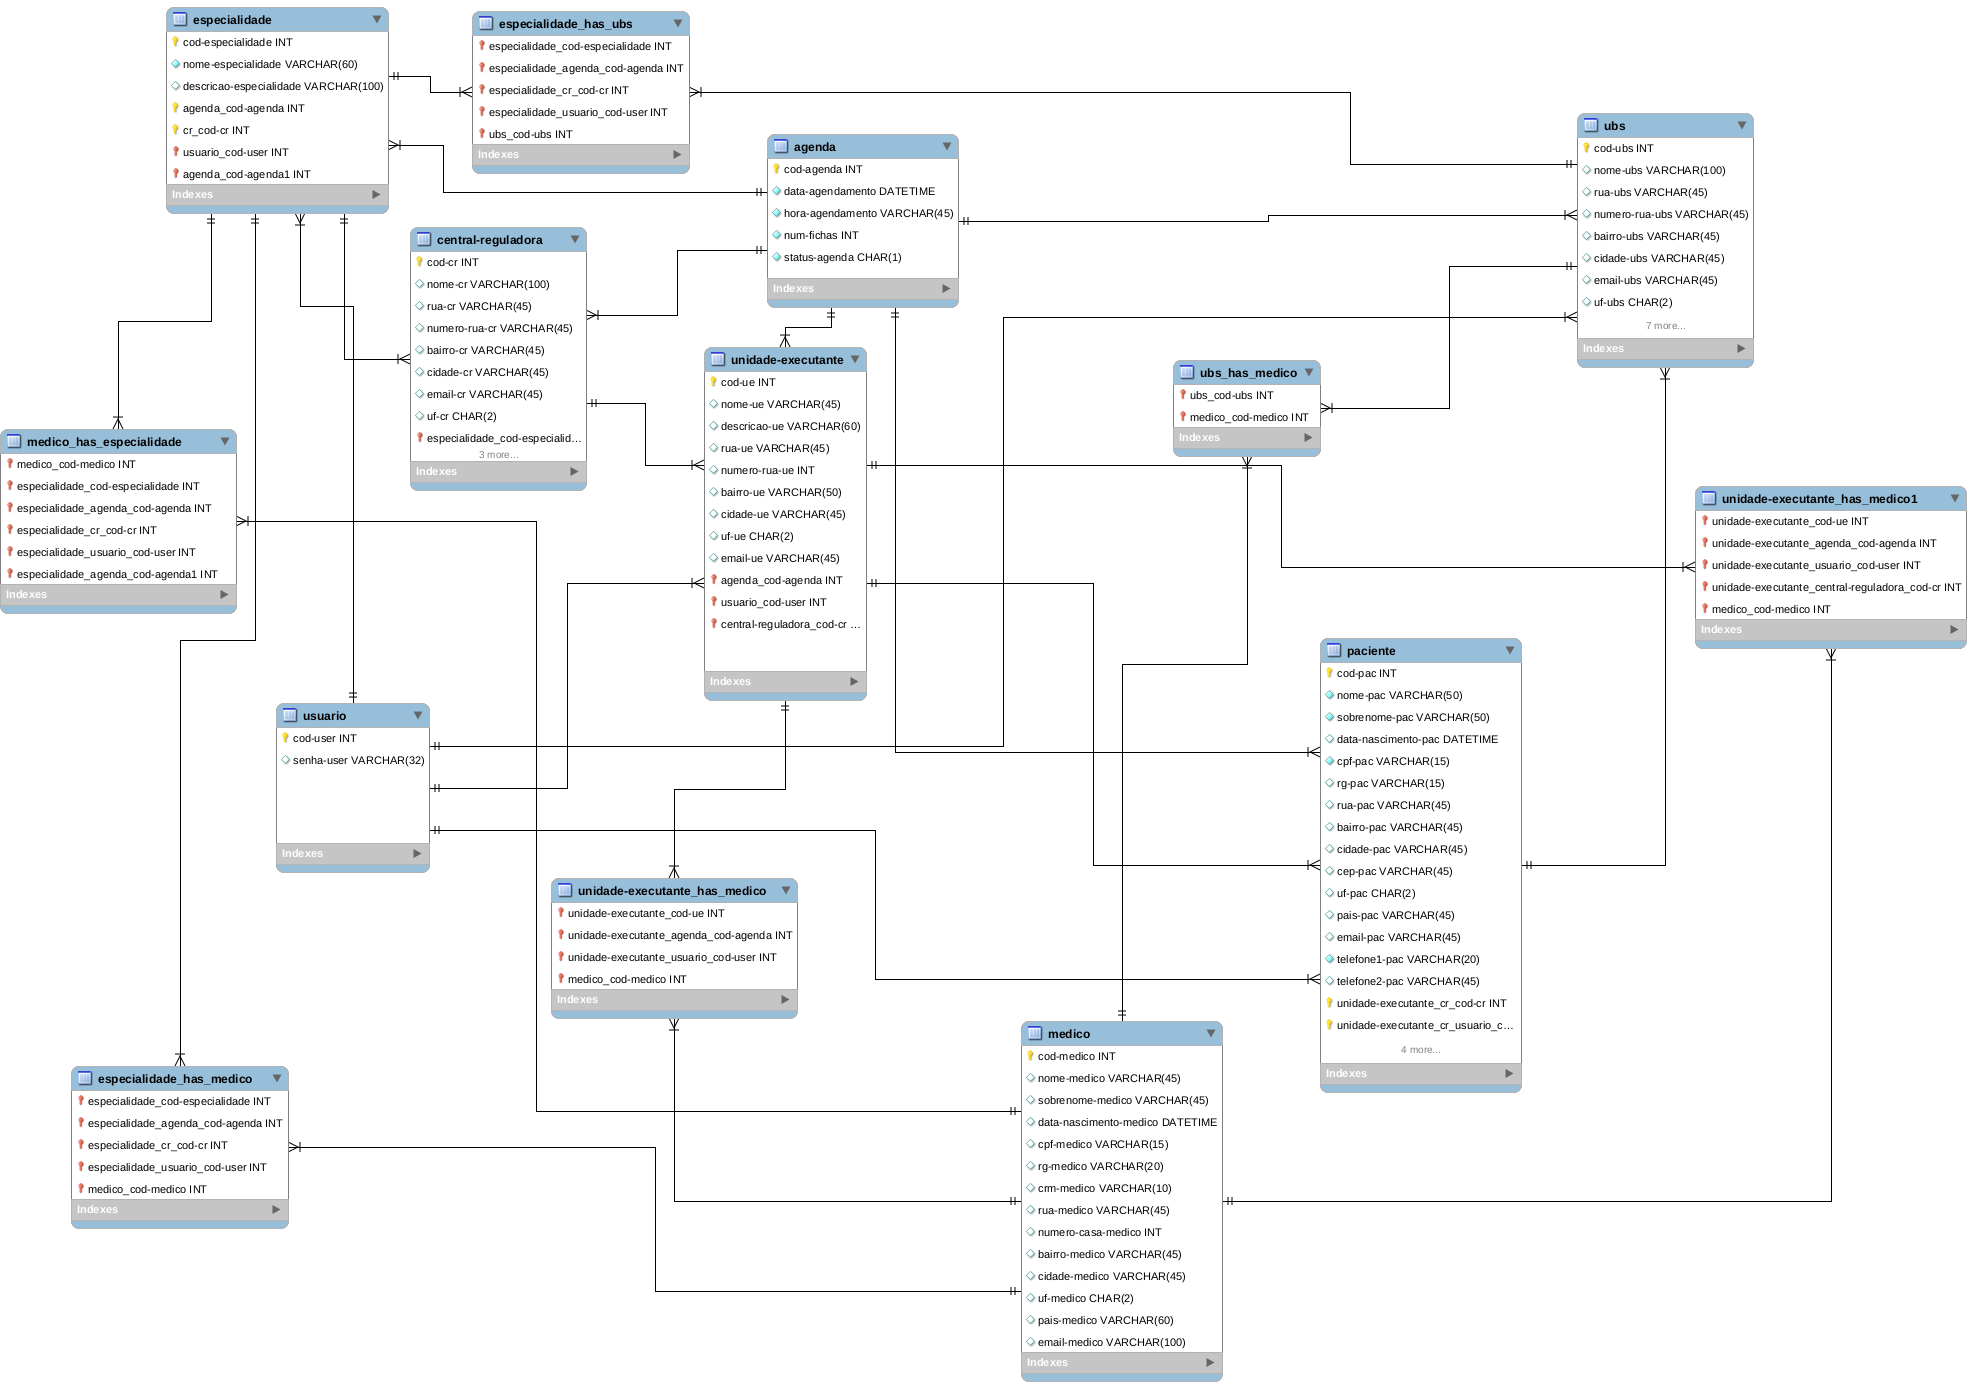 especialidade
cod-especialidade INT
nome-especialidade VARCHAR(60)
descricao-especialidade VARCHAR(100)
agenda_cod-agenda INT
cr_cod-cr INT
usuario_cod-user INT
agenda_cod-agenda1 INT
Indexes
especialidade_has_ubs
especialidade_cod-especialidade INT
especialidade_agenda_cod-agenda INT
especialidade_cr_cod-cr INT
especialidade_usuario_cod-user INT
ubs_cod-ubs INT
Indexes
agenda
cod-agenda INT
data-agendamento DATETIME
hora-agendamento VARCHAR(45)
num-fichas INT
status-agenda CHAR(1)
Indexes
ubs
cod-ubs INT
nome-ubs VARCHAR(100)
rua-ubs VARCHAR(45)
numero-rua-ubs VARCHAR(45)
bairro-ubs VARCHAR(45)
cidade-ubs VARCHAR(45)
email-ubs VARCHAR(45)
uf-ubs CHAR(2)
7 more...
Indexes
central-reguladora
cod-cr INT
nome-cr VARCHAR(100)
rua-cr VARCHAR(45)
numero-rua-cr VARCHAR(45)
bairro-cr VARCHAR(45)
cidade-cr VARCHAR(45)
email-cr VARCHAR(45)
uf-cr CHAR(2)
especialidade_cod-especialid...
3 more...
Indexes
unidade-executante
cod-ue INT
nome-ue VARCHAR(45)
descricao-ue VARCHAR(60)
rua-ue VARCHAR(45)
numero-rua-ue INT
bairro-ue VARCHAR(50)
cidade-ue VARCHAR(45)
uf-ue CHAR(2)
email-ue VARCHAR(45)
agenda_cod-agenda INT
usuario_cod-user INT
central-reguladora_cod-cr ...
Indexes
ubs_has_medico
ubs_cod-ubs INT
medico_cod-medico INT
Indexes
medico_has_especialidade
medico_cod-medico INT
especialidade_cod-especialidade INT
especialidade_agenda_cod-agenda INT
especialidade_cr_cod-cr INT
especialidade_usuario_cod-user INT
especialidade_agenda_cod-agenda1 INT
Indexes
unidade-executante_has_medico1
unidade-executante_cod-ue INT
unidade-executante_agenda_cod-agenda INT
unidade-executante_usuario_cod-user INT
unidade-executante_central-reguladora_cod-cr INT
medico_cod-medico INT
Indexes
paciente
cod-pac INT
nome-pac VARCHAR(50)
sobrenome-pac VARCHAR(50)
data-nascimento-pac DATETIME
cpf-pac VARCHAR(15)
rg-pac VARCHAR(15)
rua-pac VARCHAR(45)
bairro-pac VARCHAR(45)
cidade-pac VARCHAR(45)
cep-pac VARCHAR(45)
uf-pac CHAR(2)
pais-pac VARCHAR(45)
email-pac VARCHAR(45)
telefone1-pac VARCHAR(20)
telefone2-pac VARCHAR(45)
unidade-executante_cr_cod-cr INT
unidade-executante_cr_usuario_c...
4 more...
Indexes
usuario
cod-user INT
senha-user VARCHAR(32)
Indexes
unidade-executante_has_medico
unidade-executante_cod-ue INT
unidade-executante_agenda_cod-agenda INT
unidade-executante_usuario_cod-user INT
medico_cod-medico INT
Indexes
medico
cod-medico INT
nome-medico VARCHAR(45)
sobrenome-medico VARCHAR(45)
data-nascimento-medico DATETIME
cpf-medico VARCHAR(15)
rg-medico VARCHAR(20)
crm-medico VARCHAR(10)
rua-medico VARCHAR(45)
numero-casa-medico INT
bairro-medico VARCHAR(45)
cidade-medico VARCHAR(45)
uf-medico CHAR(2)
pais-medico VARCHAR(60)
email-medico VARCHAR(100)
Indexes
especialidade_has_medico
especialidade_cod-especialidade INT
especialidade_agenda_cod-agenda INT
especialidade_cr_cod-cr INT
especialidade_usuario_cod-user INT
medico_cod-medico INT
Indexes